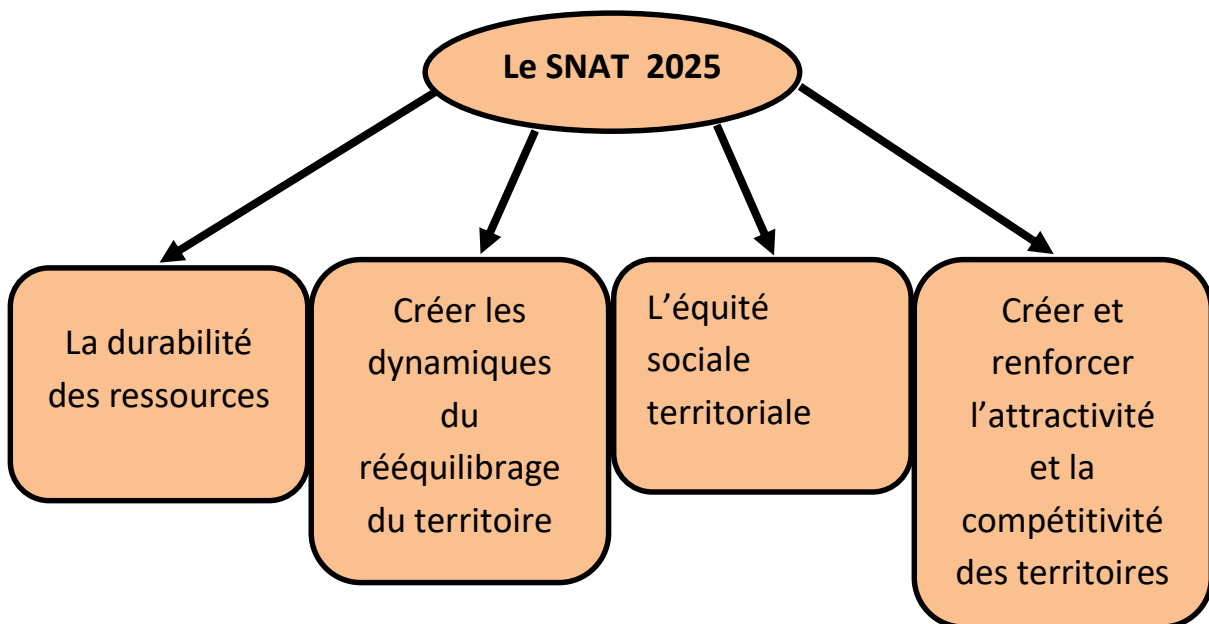 Le SNAT 2025
La durabilité
des ressources
Créer les
dynamiques
du
rééquilibrage
du territoire
L’équité
sociale
territoriale
Créer et
renforcer
l’attractivité
et la
compétitivité
des territoires